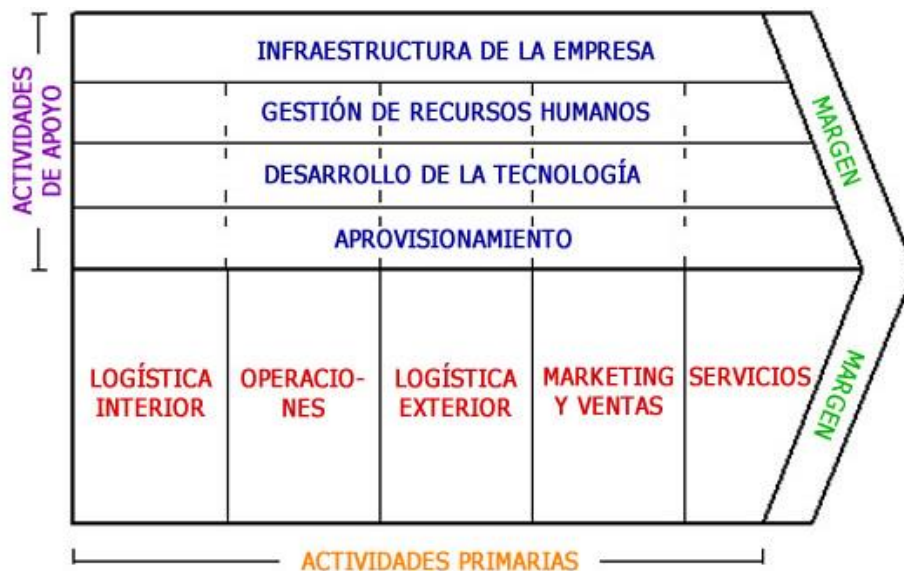 ACTIVIDADES
DE APOYO
INFRAESTRUCTURA DE LA EMPRESA
GESTIÓN DE RECURSOS HUMANOS
DESARROLLO DE LA TECNOLOGÍA
APROVISIONAMIENTO
MARGEN
LOGÍSTICA
INTERIOR
OPERACIO-
NES
LOGÍSTICA
EXTERIOR
MARKETING
Y VENTAS
SERVICIOS
MARGEN
ACTIVIDADES PRIMARIAS